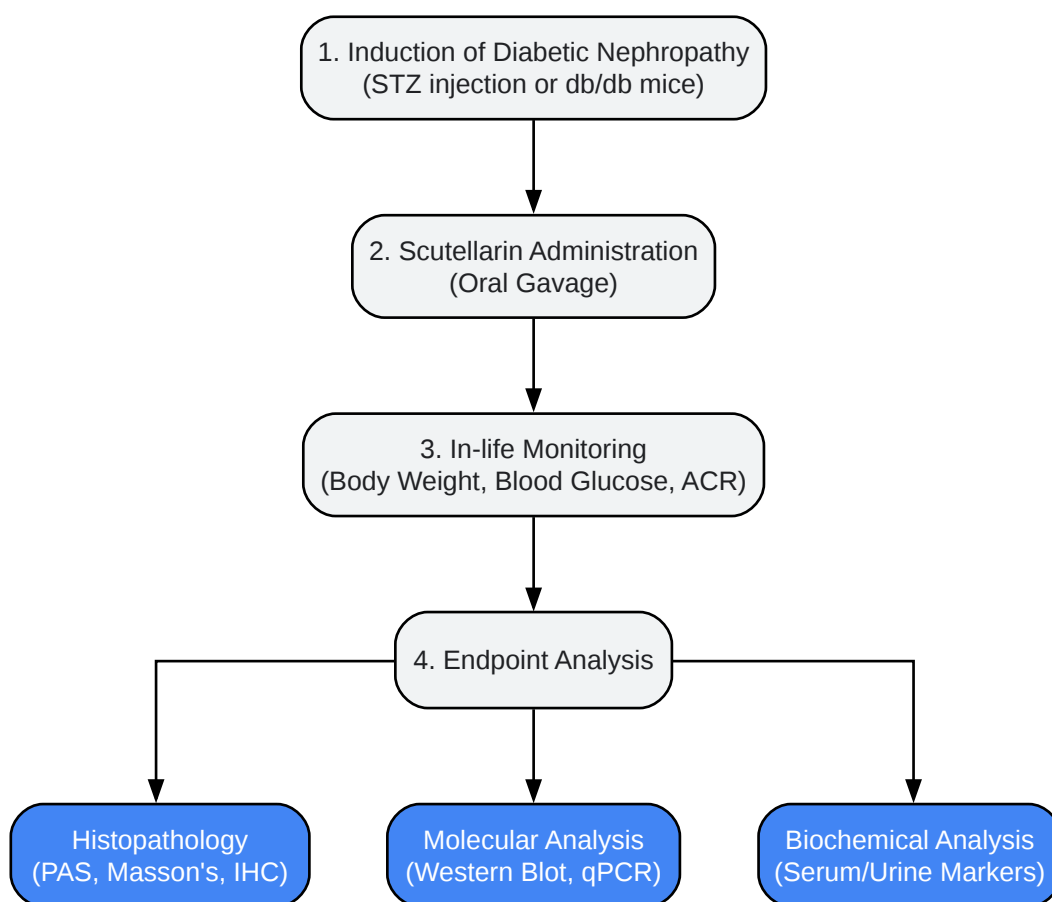 1. Induction of Diabetic Nephropathy
(STZ injection or db/db mice)
2. Scutellarin Administration
(Oral Gavage)
3. In-life Monitoring
(Body Weight, Blood Glucose, ACR)
4. Endpoint Analysis
Histopathology
(PAS, Masson's, IHC)
Molecular Analysis
(Western Blot, qPCR)
Biochemical Analysis
(Serum/Urine Markers)